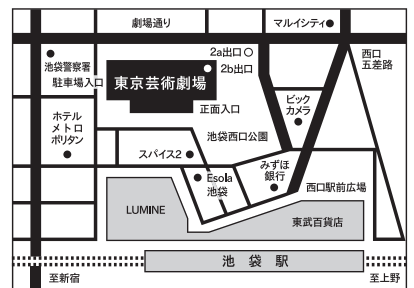 劇場通り
マルイシティ
2a出口
2b出口
西口
五差路
池袋警察署
駐車場入口
東京芸術劇場
正面入口
ホテル
メトロ
ポリタン
ビック
カメラ
池袋西口公園
スパイス2
Esola
池袋
みずほ
銀行
西口駅前広場
LUMINE
東武百貨店
池袋駅
至新宿
至上野